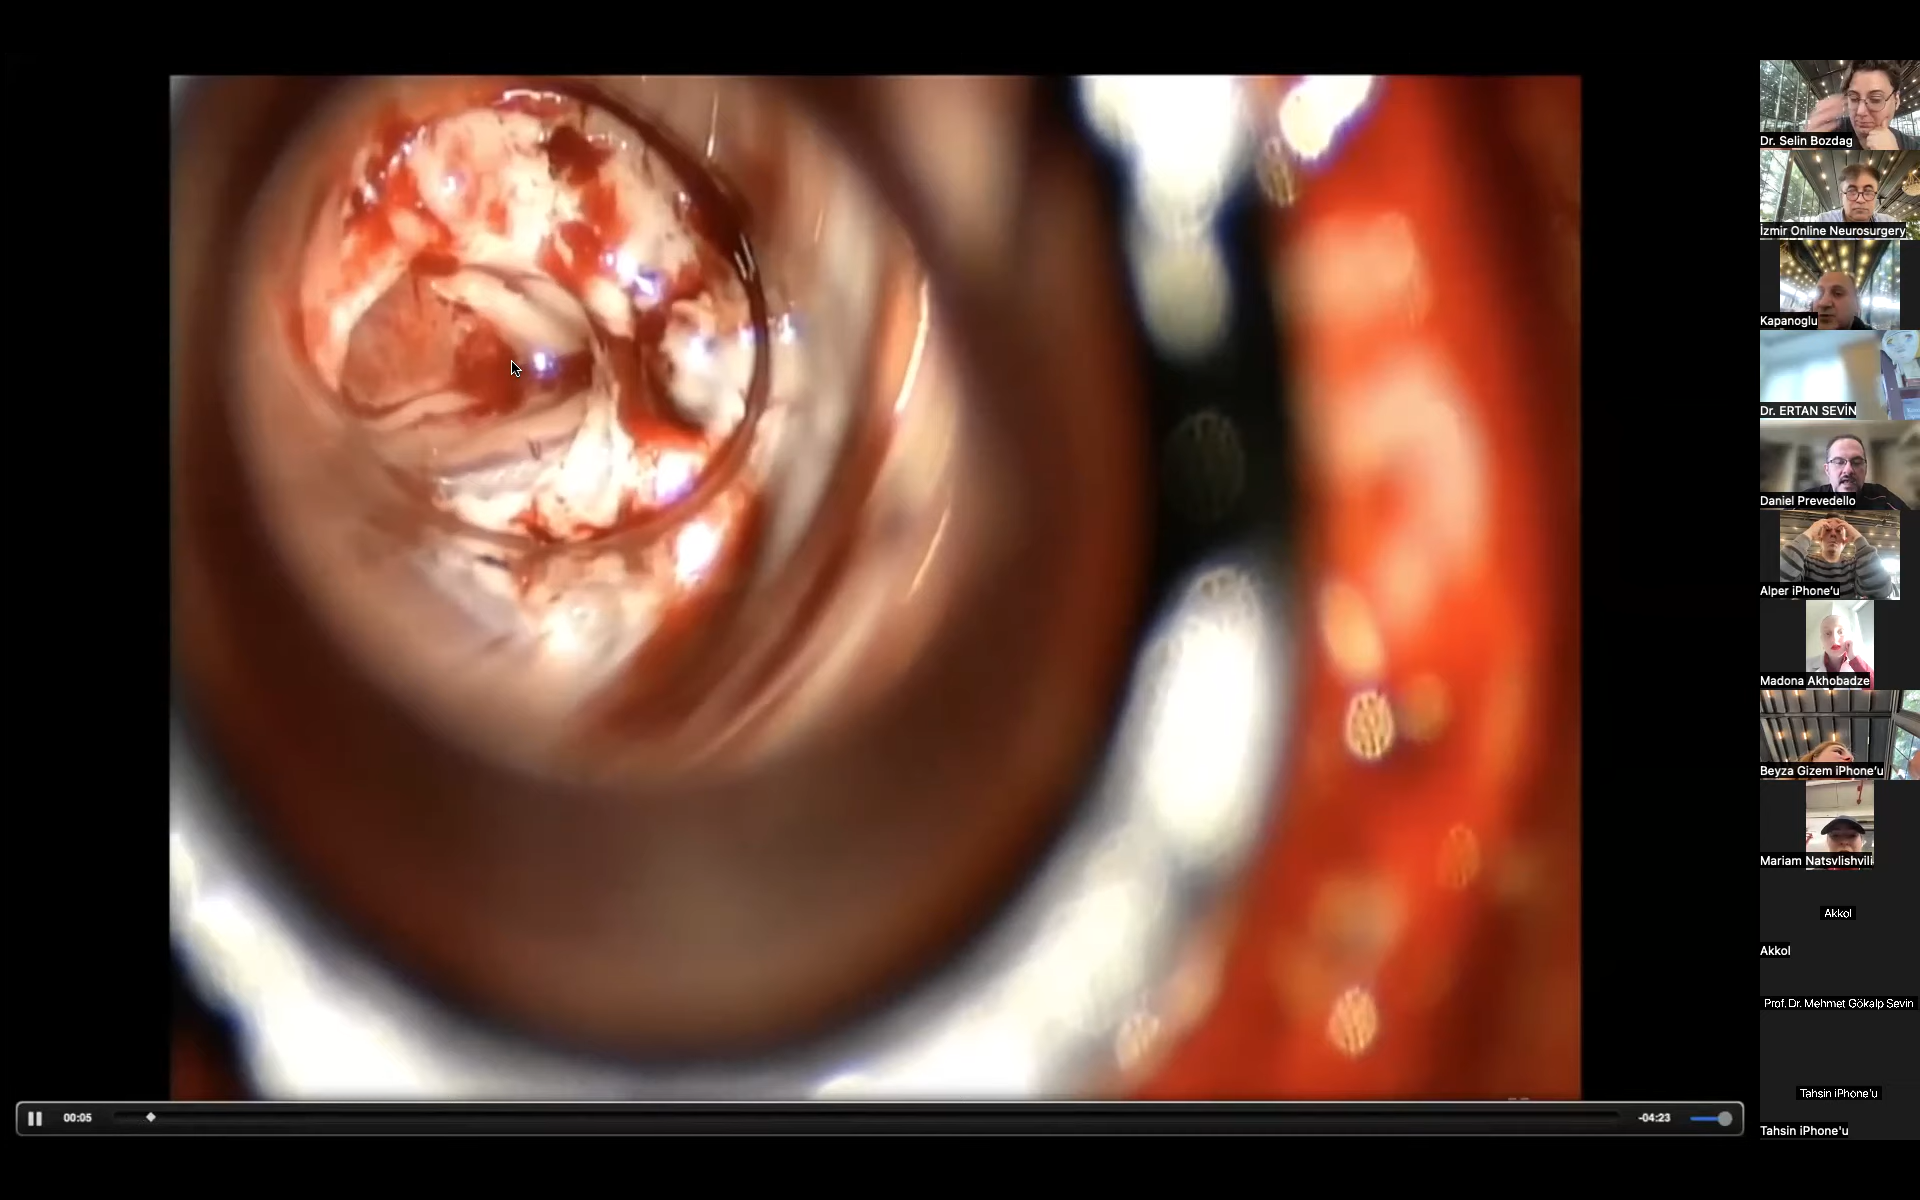 Dr. Selin Bozdag
İzmir Online Neurosurgery
Kapanoglu
Dr. ERTAN SEVİN
Daniel Prevedello
Alper iPhone'u
Madona Akhobadze
Beyza Gizem iPhone'u
Mariam Natsvlishvili
Akkol
Akkol
Prof. Dr. Mehmet Gökalp Sevin
Tahsin iPhone'u
Tahsin iPhone'u
00:05
-04:23